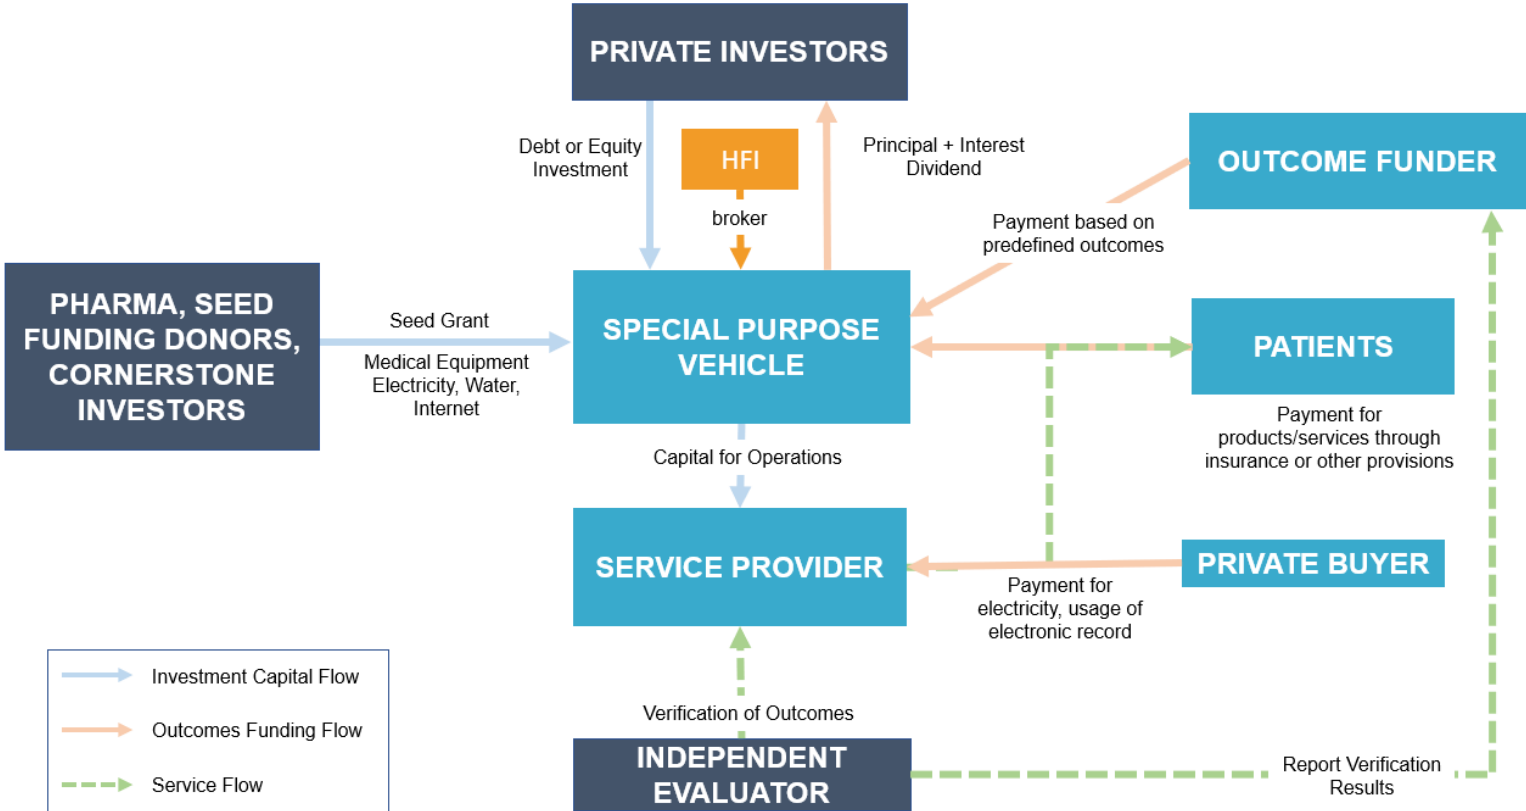 PRIVATE INVESTORS
Debt or Equity
Investment
HFI
broker
Principal + Interest
Dividend
OUTCOME FUNDER
Payment based on
predefined outcomes
PHARMA, SEED
FUNDING DONORS,
CORNERSTONE
INVESTORS
Seed Grant
Medical Equipment
Electricity, Water,
Internet
SPECIAL PURPOSE
VEHICLE
PATIENTS
Payment for
products/services through
insurance or other provisions
Capital for Operations
SERVICE PROVIDER
PRIVATE BUYER
Payment for
electricity, usage of
electronic record
Investment Capital Flow
Outcomes Funding Flow
Service Flow
Verification of Outcomes
INDEPENDENT
EVALUATOR
Report Verification
Results